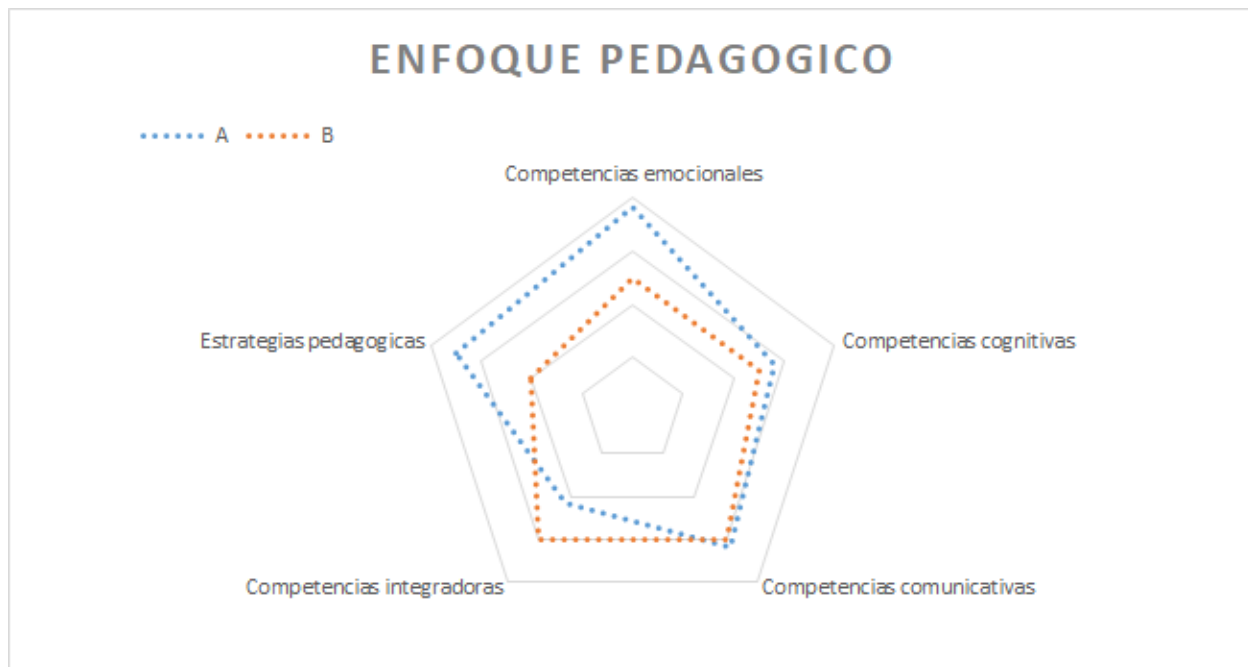 ENFOQUE PEDAGOGICO
A
B
Competencias emocionales
Estrategias pedagogicas
Competencias cognitivas
Competencias integradoras
Competencias comunicativas